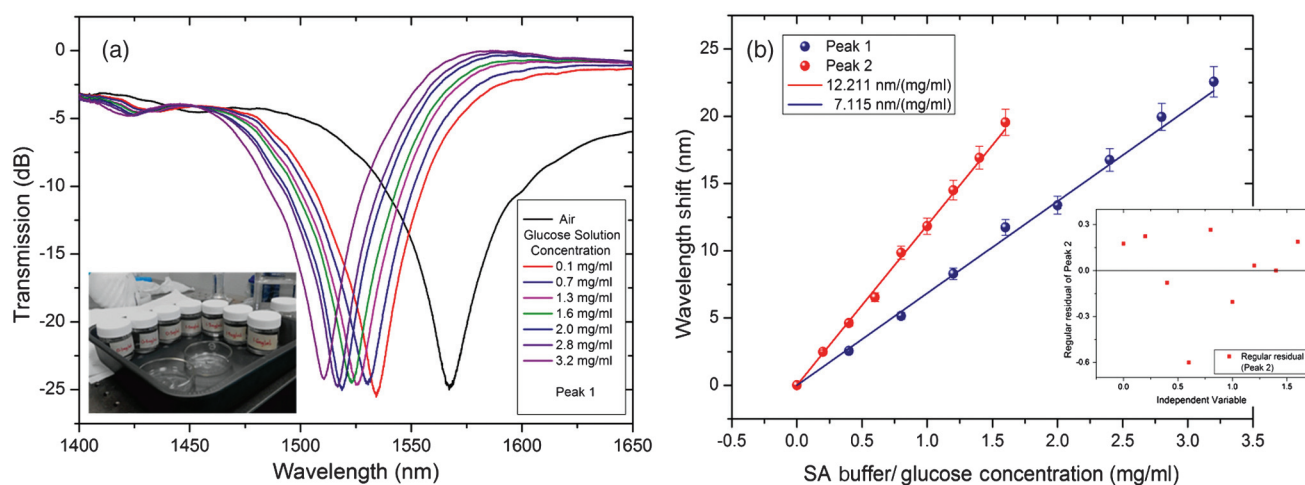 (a)
0
-5
-10
-15
-20
-25
Transmission (dB)
1400
1450
1500
1550
1600
1650
Wavelength (nm)
Air
Glucose Solution
Concentration
0.1 mg/ml
0.7 mg/ml
1.3 mg/ml
1.6 mg/ml
2.0 mg/ml
2.8 mg/ml
3.2 mg/ml
Peak 1
(b)
25
20
15
10
5
0
Wavelength shift (nm)
-0.5
0.0
0.5
1.0
1.5
2.0
2.5
3.0
3.5
SA buffer/ glucose concentration (mg/ml)
Peak 1
Peak 2
12.211 nm/(mg/ml)
7.115 nm/(mg/ml)
0.3
0.0
-0.3
-0.6
Regular residual of Peak 2
0.0
0.5
1.0
1.5
Independent Variable
Regular residual
(Peak 2)